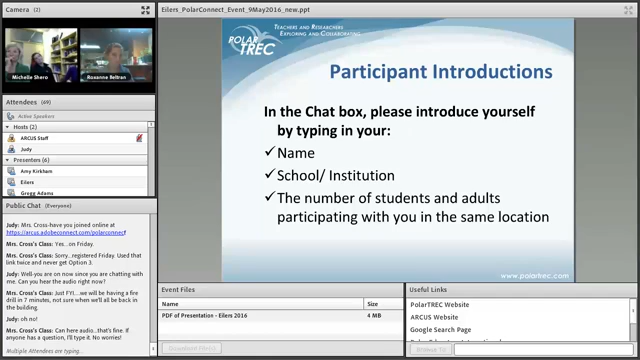 Camera (2)
Eilers_PolarConnect_Event_9May2016_new.ppt
Michelle Shero
Roxanne Beltran
Attendees (69)
Active Speakers
Hosts (2)
ARCUS Staff
Judy
Presenters (6)
Amy Kirkham
Eilers
Gregg Adams
Public Chat (Everyone)
Judy: Mrs. Cross-have you joined online at
https://arcus.adobeconnect.com/polarconnect
Mrs. Cross's Class: Yes.. on Friday.
Mrs. Cross's Class: Sorry.. registered Friday. Used that
link twice and never get Option 3.
Judy: Well-you are on now since you are chatting with
me. Can you hear the audio right now?
Mrs. Cross's Class: Just FYI....we will be having a fire
drill in 7 minutes, not sure when we'll all be back in
the building.
Judy: oh no!
Mrs. Cross's Class: Can here audio...that's fine. If
anyone has a question, I'll type it. No worries!
Multiple Attendees are typing...
POLAR TREC
TEACHERS AND RESEARCHERS
EXPLORING AND COLLABORATING
Participant Introductions
In the Chat box, please introduce yourself
by typing in your:
✓Name
✓School/ Institution
✓The number of students and adults
participating with you in the same location
www.polartrec.com
Event Files
Name Size
PDF of Presentation - Eilers 2016 4 MB
Download File(s)
Useful Links
PolarTREC Website
ARCUS Website
Google Search Page
Browse To